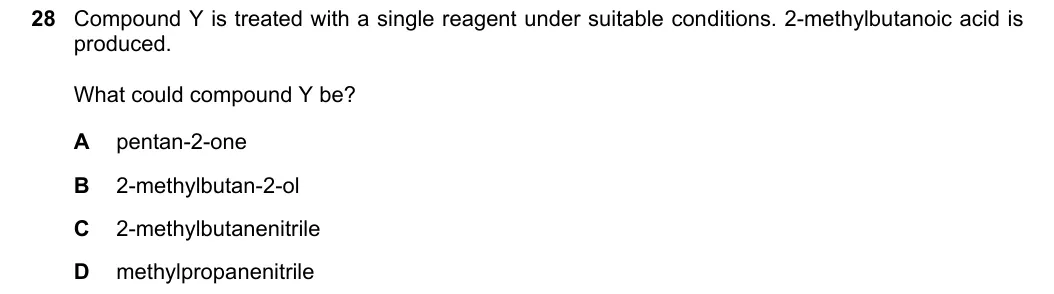 28 Compound Y is treated with a single reagent under suitable conditions. 2-methylbutanoic acid is
produced.
What could compound Y be?
A pentan-2-one
B 2-methylbutan-2-ol
C 2-methylbutanenitrile
D methylpropanenitrile